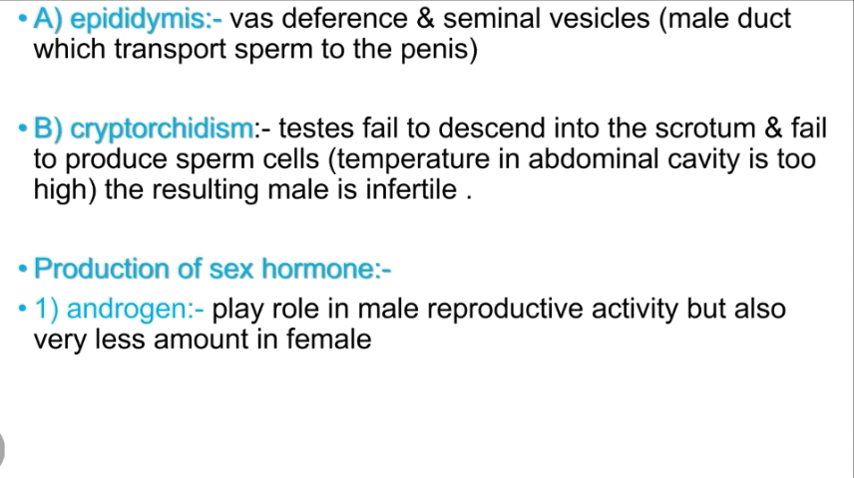 • A) epididymis:- vas deference & seminal vesicles (male duct
which transport sperm to the penis)
• B) cryptorchidism:- testes fail to descend into the scrotum & fail
to produce sperm cells (temperature in abdominal cavity is too
high) the resulting male is infertile .
• Production of sex hormone:-
• 1) androgen:- play role in male reproductive activity but also
very less amount in female